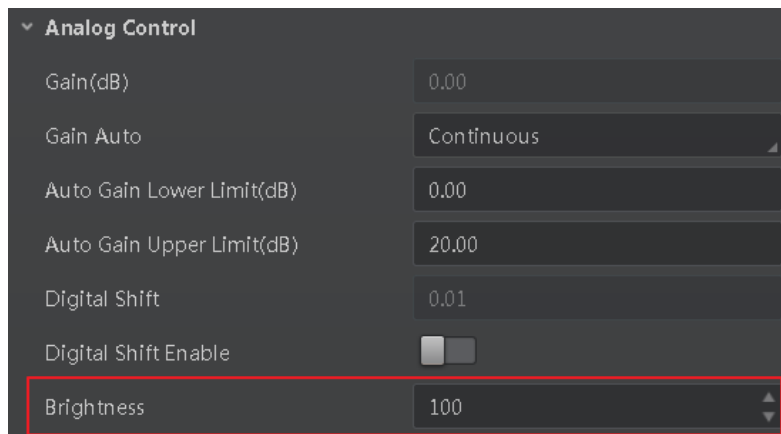 Analog Control
Gain(dB) 0.00
Gain Auto Continuous
Auto Gain Lower Limit(dB) 0.00
Auto Gain Upper Limit(dB) 20.00
Digital Shift 0.01
Digital Shift Enable
Brightness 100